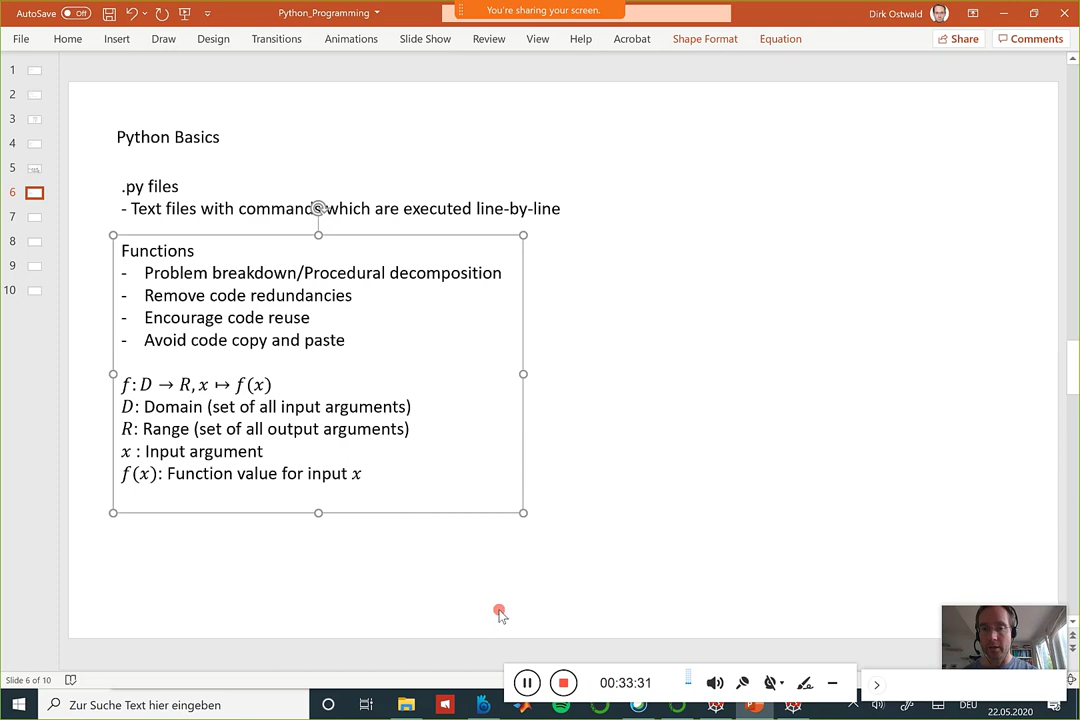 AutoSave Off
Python_Programming
You're sharing your screen.
Dirk Ostwald
File Home Insert Draw Design Transitions Animations Slide Show Review View Help Acrobat Shape Format Equation Share Comments
1
2
3
4
5
6
7
8
9
10
Python Basics
.py files
- Text files with commands which are executed line-by-line
Functions
- Problem breakdown/Procedural decomposition
- Remove code redundancies
- Encourage code reuse
- Avoid code copy and paste
f: D → R, x ↦ f(x)
D: Domain (set of all input arguments)
R: Range (set of all output arguments)
x : Input argument
f(x): Function value for input x
Slide 6 of 10
00:33:31
Zur Suche Text hier eingeben
DEU
22.05.2020